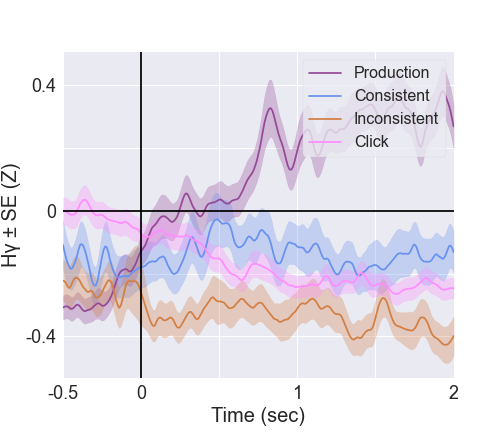 Production
Consistent
Inconsistent
Click
0.4
0
-0.4
Hγ ± SE (Z)
-0.5
0
1
2
Time (sec)